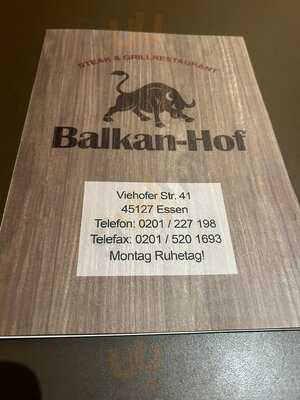 STEAK & GRILLRESTAURANT
Balkan-Hof
Viehofer Str. 41
45127 Essen
Telefon: 0201 / 227 198
Telefax: 0201 / 520 1693
Montag Ruhetag!